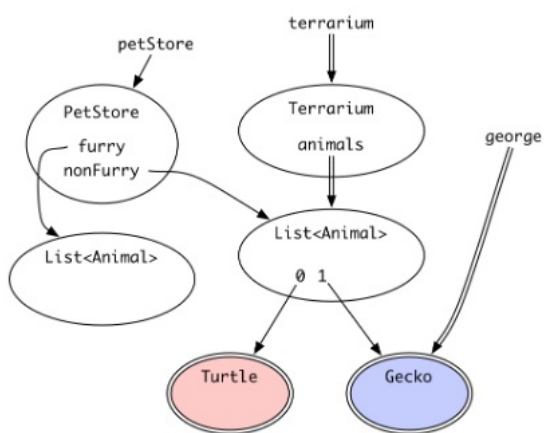 terrarium
petStore
PetStore
furry
nonFurry
Terrarium
animals
george
List<Animal>
List<Animal>
0 1
Turtle
Gecko